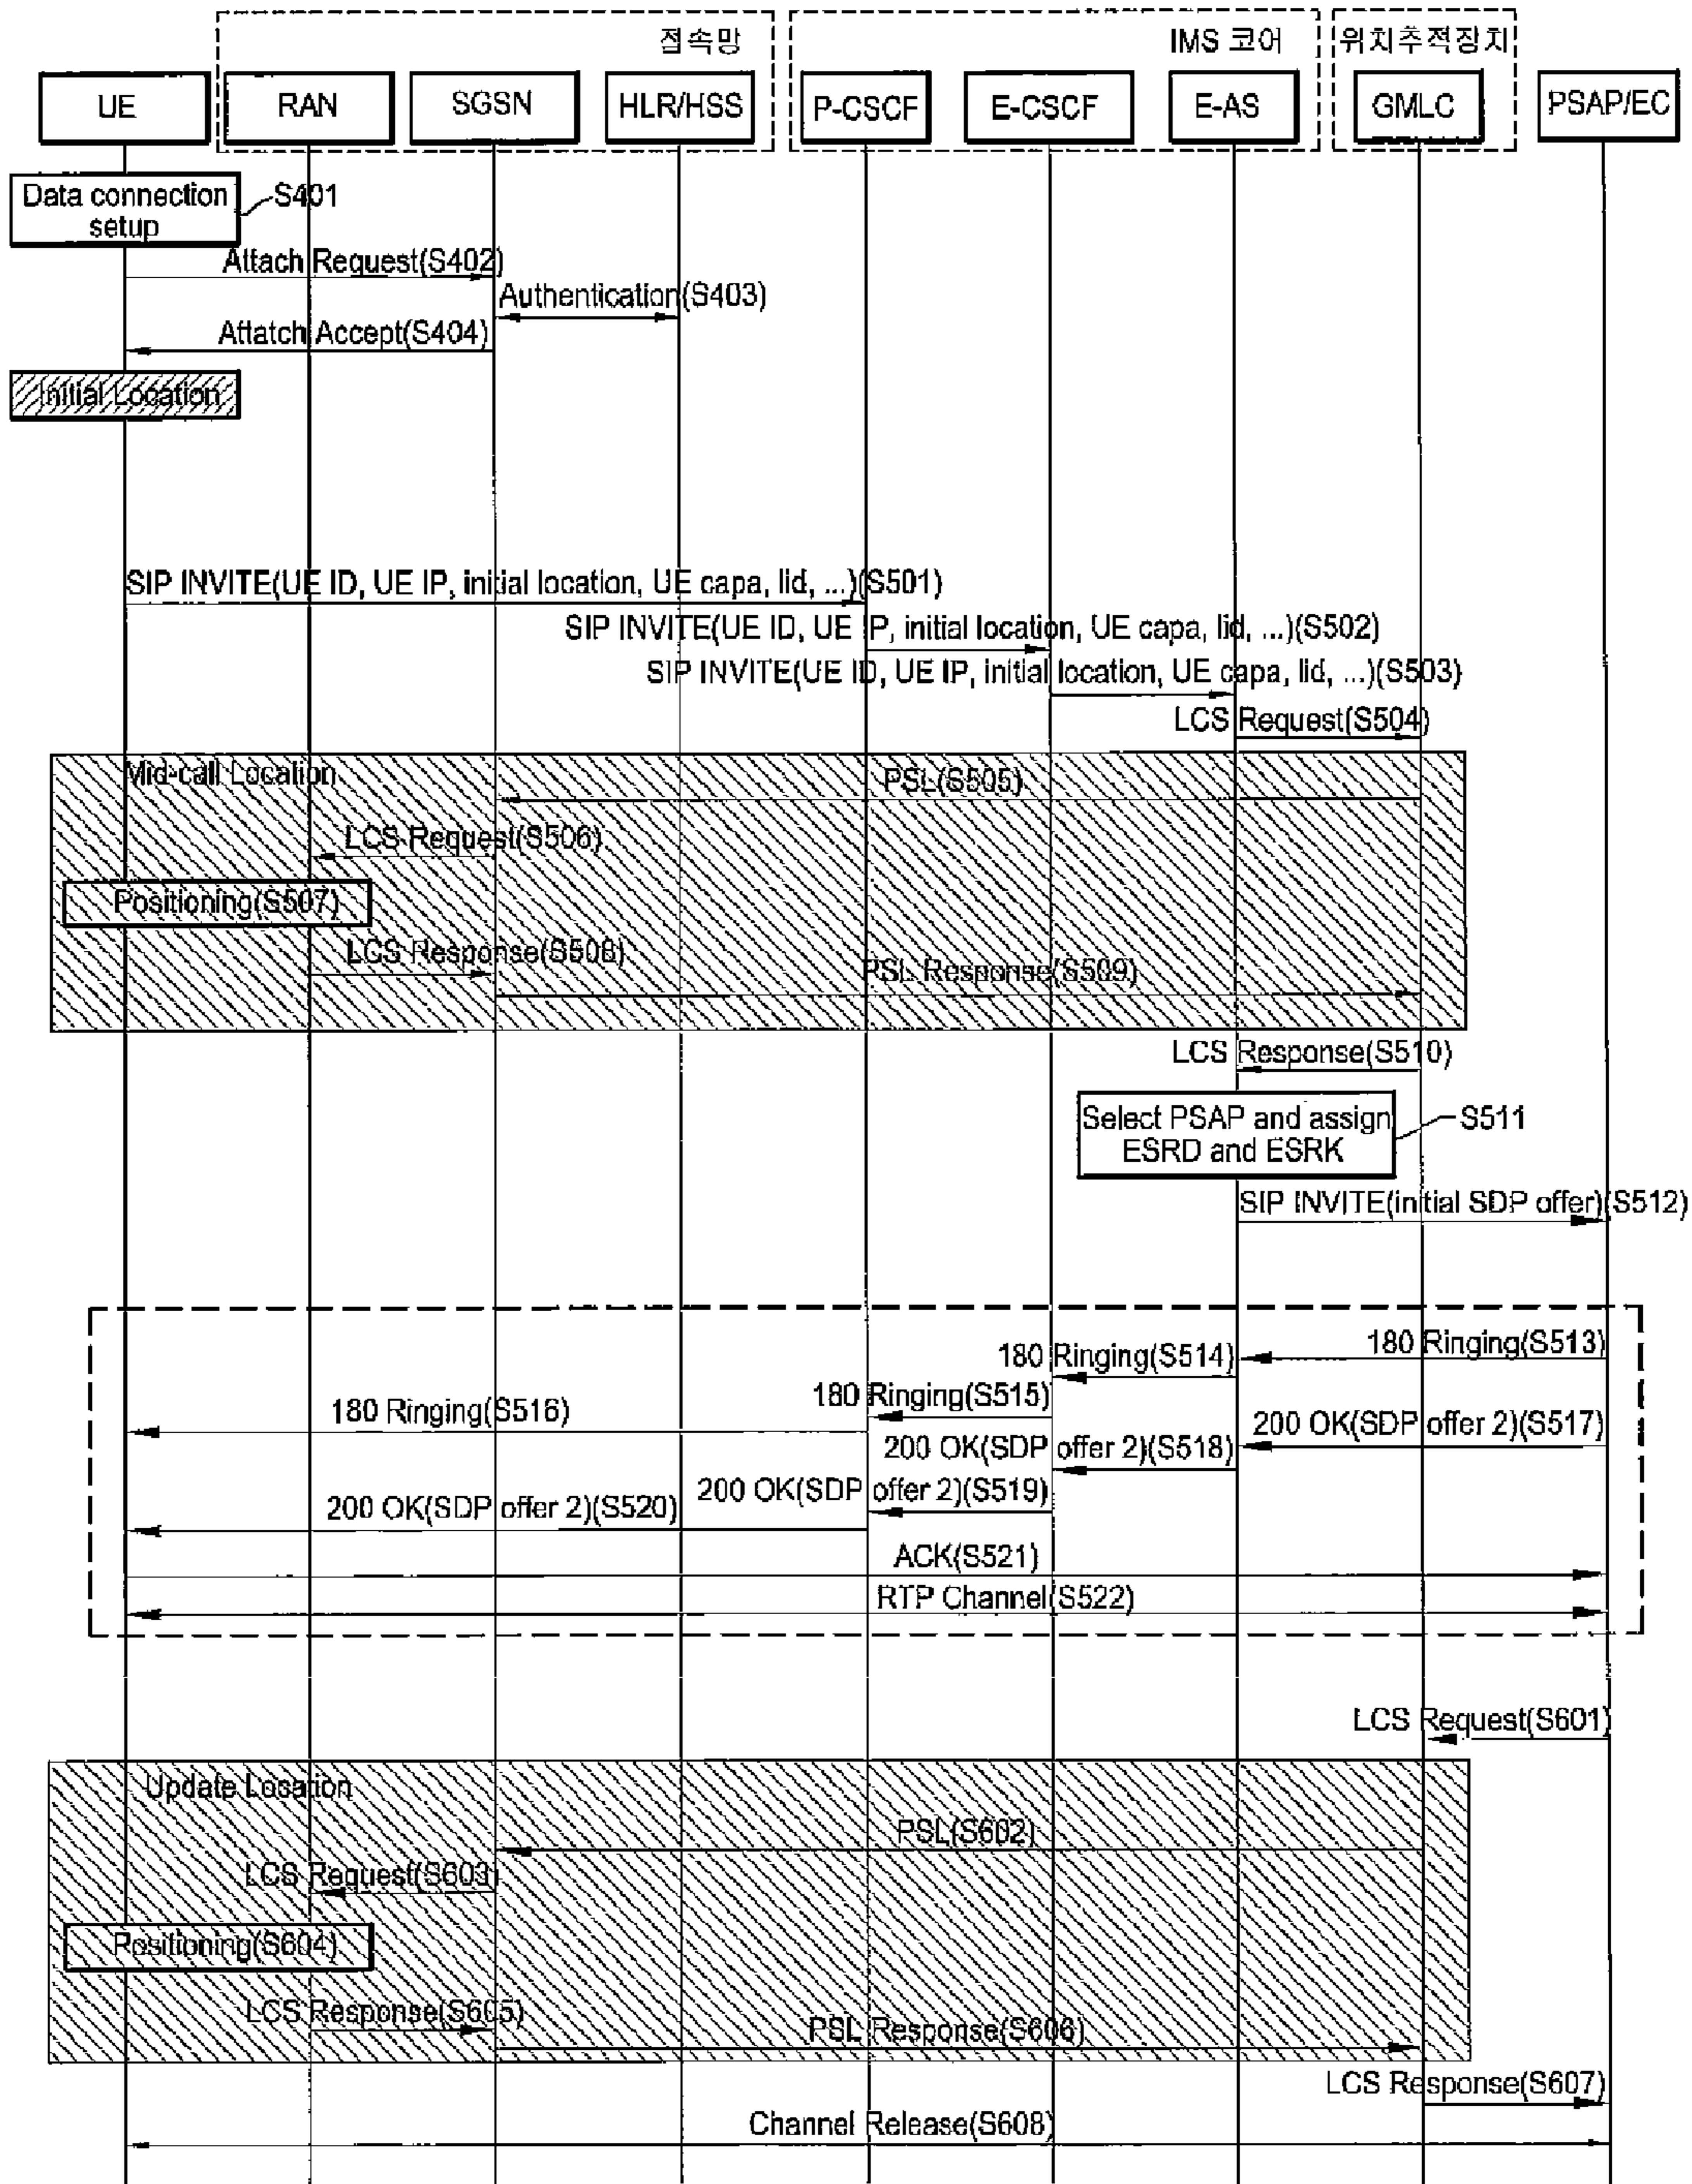 접속망
IMS 코어
위치추적장치
UE
RAN
SGSN
HLR/HSS
P-CSCF
E-CSCF
E-AS
GMLC
PSAP/EC
Data connection
setup
S401
Attach Request(S402)
Authentication(S403)
Attatch Accept(S404)
Initial Location
SIP INVITE(UE ID, UE IP, initial location, UE capa, lid, ...)(S501)
SIP INVITE(UE ID, UE IP, initial location, UE capa, lid, ...)(S502)
SIP INVITE(UE ID, UE IP, initial location, UE capa, lid, ...)(S503)
LCS Request(S504)
Mid-call Location
PSL(S505)
LCS Request(S506)
Positioning(S507)
LCS Response(S508)
PSL Response(S509)
LCS Response(S510)
Select PSAP and assign
ESRD and ESRK
S511
SIP INVITE(initial SDP offer)(S512)
180 Ringing(S513)
180 Ringing(S514)
180 Ringing(S515)
180 Ringing(S516)
200 OK(SDP offer 2)(S517)
200 OK(SDP offer 2)(S518)
200 OK(SDP offer 2)(S519)
200 OK(SDP offer 2)(S520)
ACK(S521)
RTP Channel(S522)
LCS Request(S601)
Update Location
PSL(S602)
LCS Request(S603)
Positioning(S604)
LCS Response(S605)
PSL Response(S606)
LCS Response(S607)
Channel Release(S608)